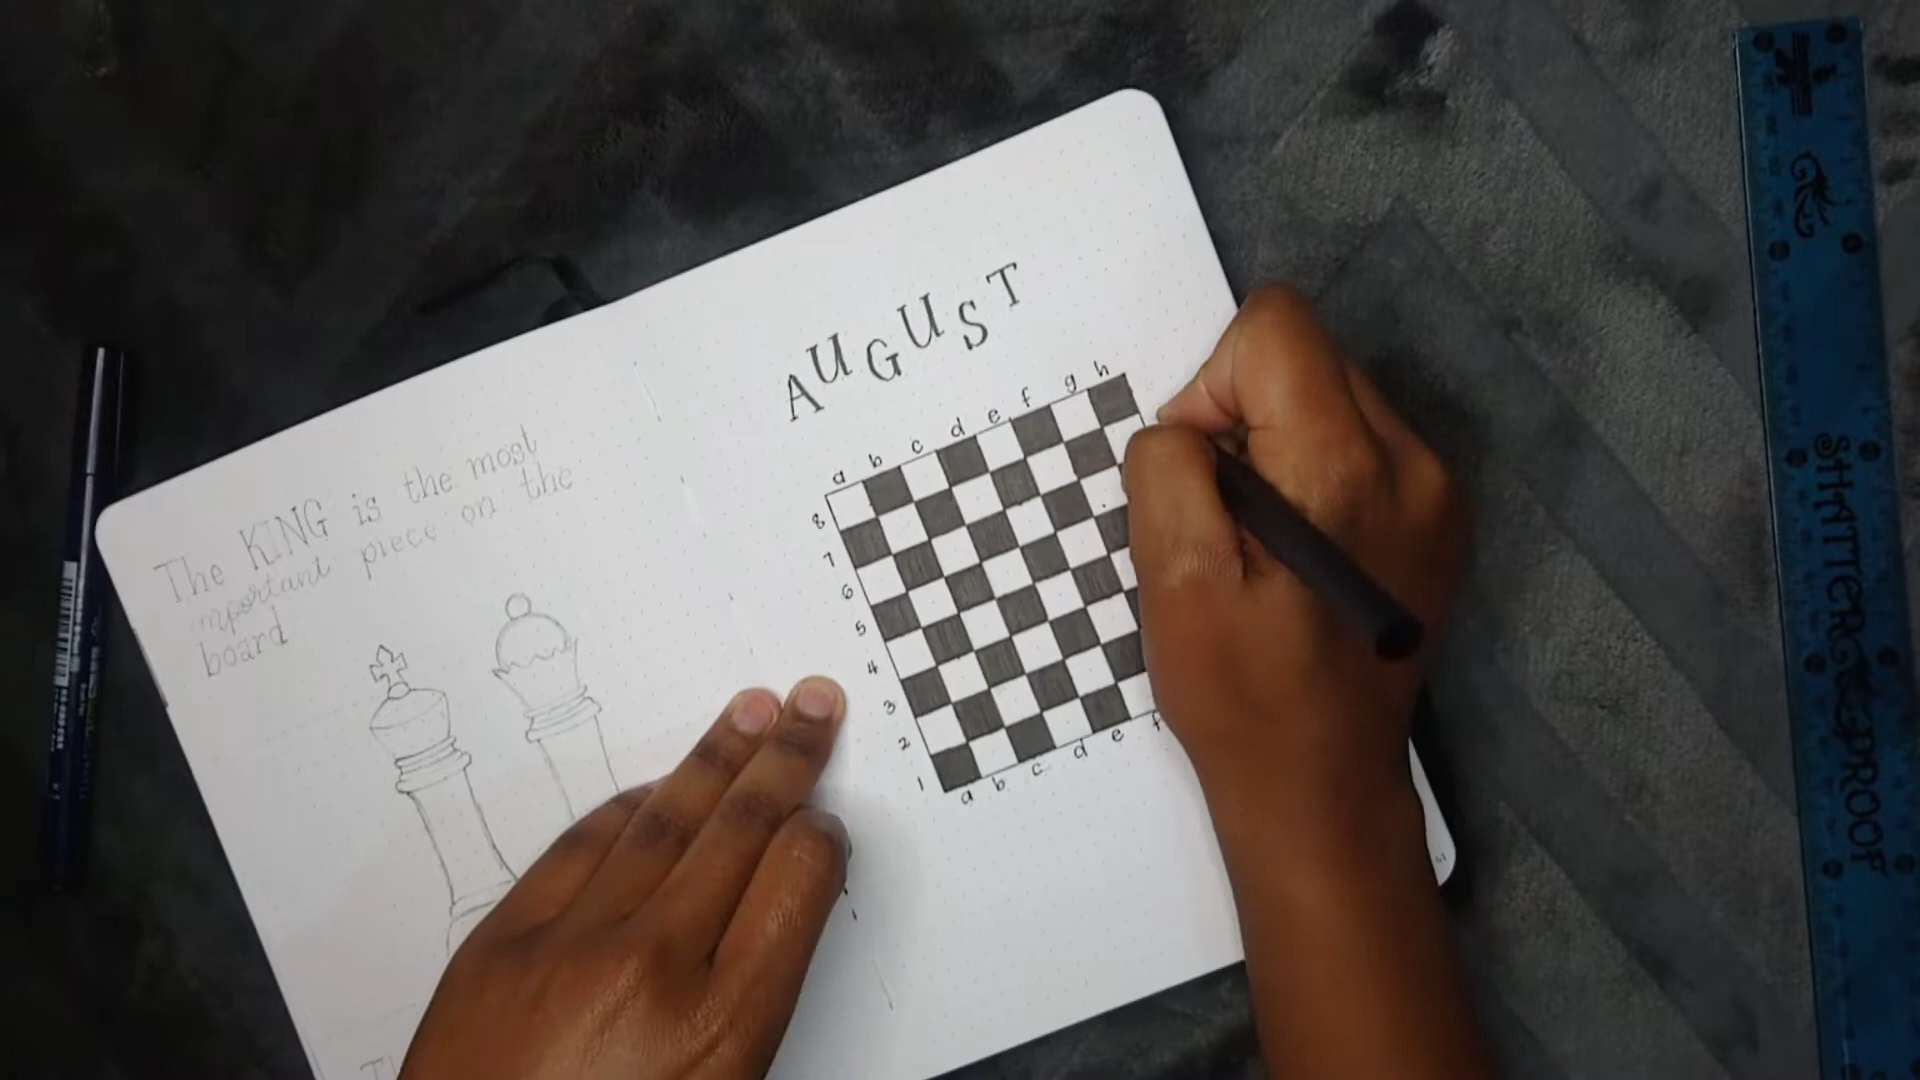 The KING is the most
mportant piece on the
board
AUGUST
a b c d e f g h
8
7
6
5
4
3
2
1
a b c d e f
SHATTERPROOF